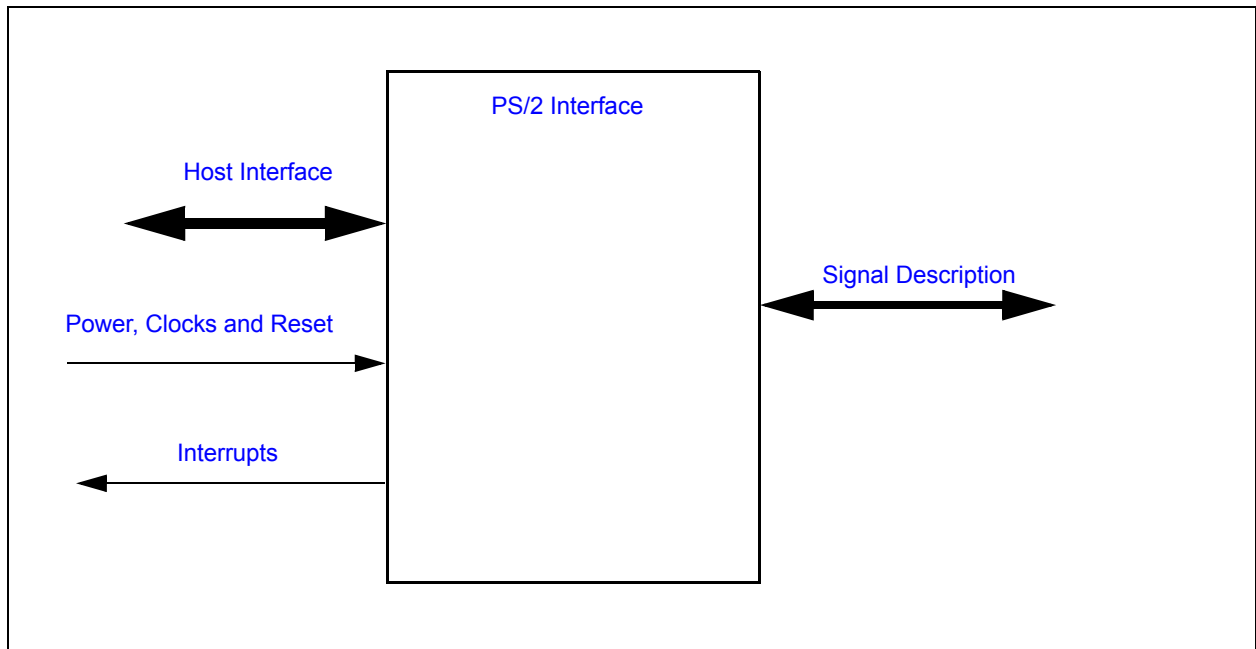 PS/2 Interface
Host Interface
Signal Description
Power, Clocks and Reset
Interrupts